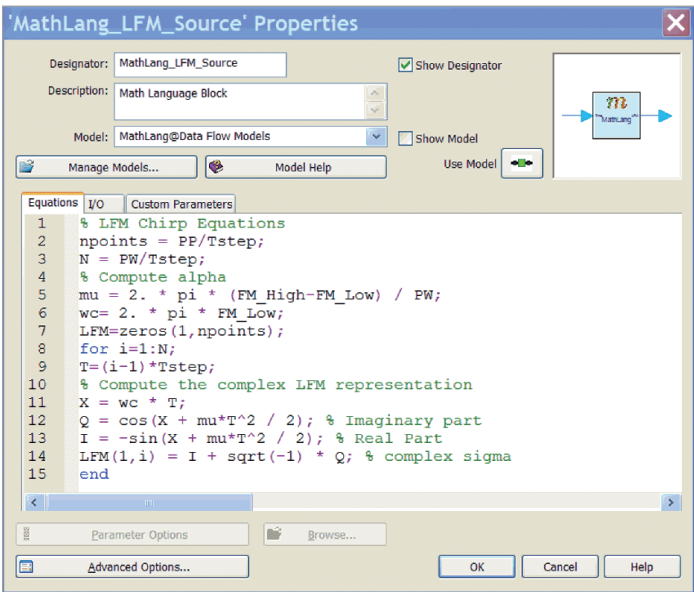 'MathLang_LFM_Source' Properties
Designator: MathLang_LFM_Source
Show Designator
Description: Math Language Block
Model: MathLang@Data Flow Models
Show Model
Manage Models...
Model Help
Use Model
m
MathLang
Equations I/O Custom Parameters
1 % LFM Chirp Equations
2 npoints = PP/Tstep;
3 N = PW/Tstep;
4 % Compute alpha
5 mu = 2. * pi * (FM_High-FM_Low) / PW;
6 wc= 2. * pi * FM_Low;
7 LFM=zeros(1,npoints);
8 for i=1:N;
9 T=(i-1)*Tstep;
10 % Compute the complex LFM representation
11 X = wc * T;
12 Q = cos(X + mu*T^2 / 2); % Imaginary part
13 I = -sin(X + mu*T^2 / 2); % Real Part
14 LFM(1,i) = I + sqrt(-1) * Q; % complex sigma
15 end
Parameter Options
Browse...
Advanced Options...
OK
Cancel
Help